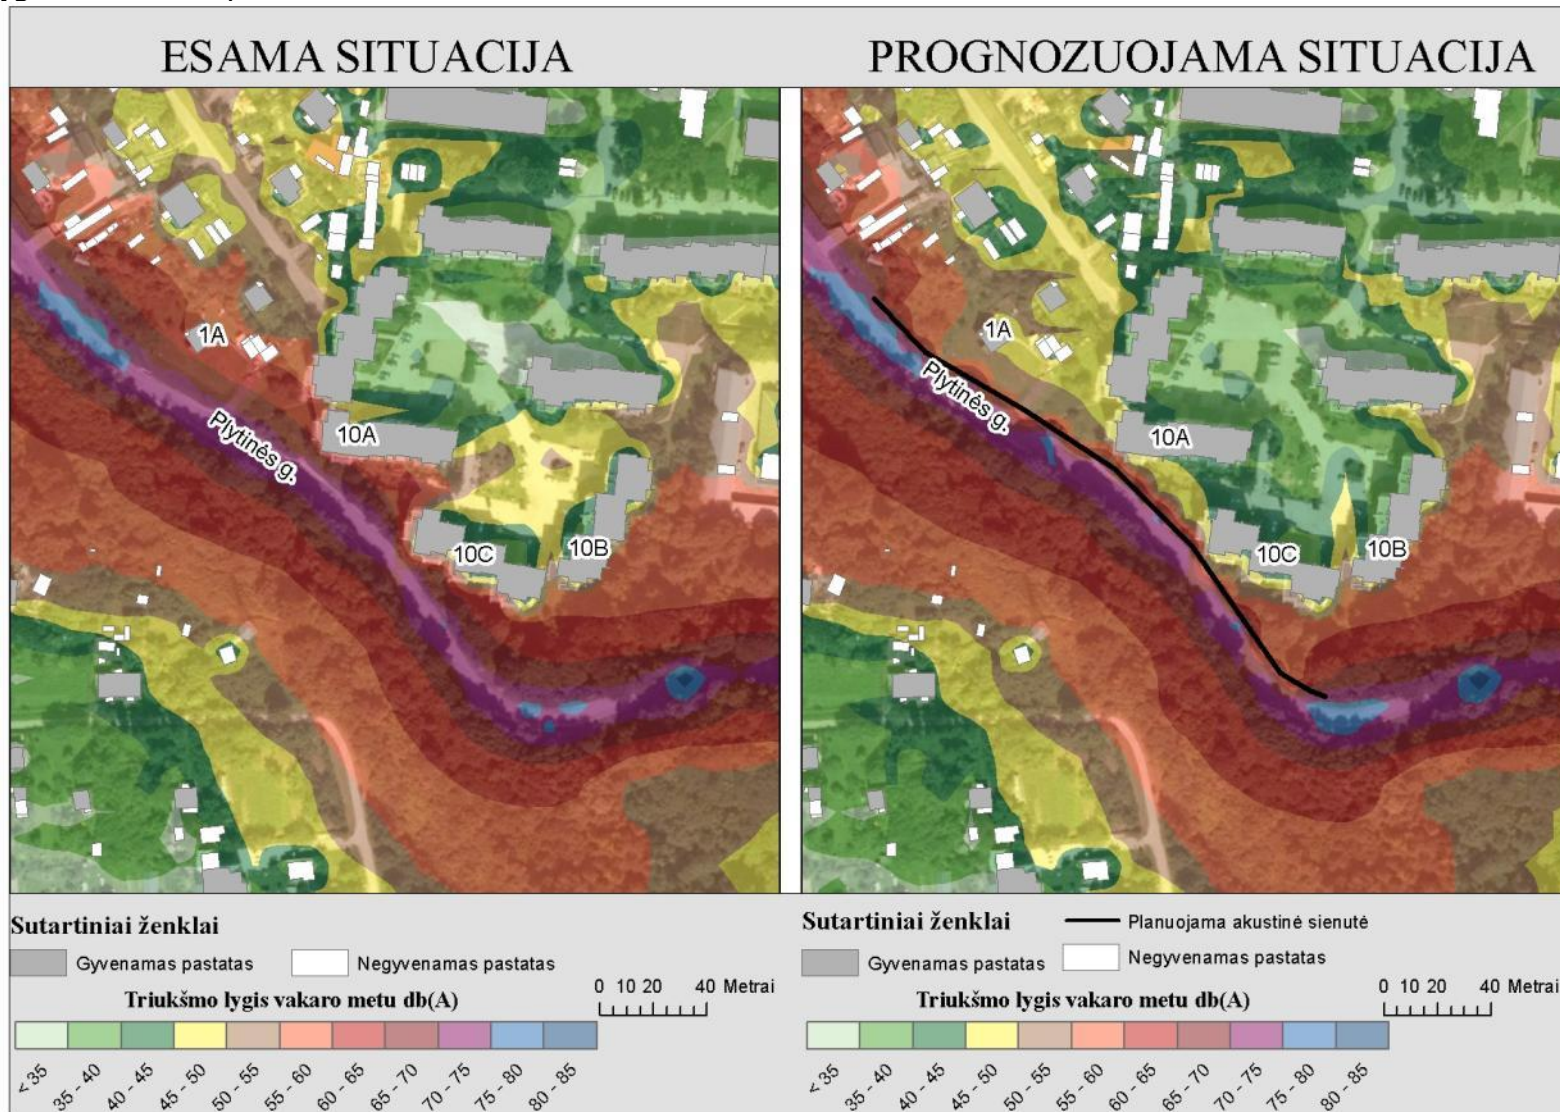 ESAMA SITUACIJA
1A
Plytinės g.
10A
10C
10B
Sutartiniai ženklai
Gyvenamas pastatas
Negyvenamas pastatas
0 10 20 40 Metrai
Triukšmo lygis vakaro metu db(A)
< 35
35 - 40
40 - 45
45 - 50
50 - 55
55 - 60
60 - 65
65 - 70
70 - 75
75 - 80
80 - 85
PROGNOZUOJAMA SITUACIJA
1A
Plytinės g.
10A
10C
10B
Sutartiniai ženklai
Planuojama akustinė sienutė
Gyvenamas pastatas
Negyvenamas pastatas
0 10 20 40 Metrai
Triukšmo lygis vakaro metu db(A)
< 35
35 - 40
40 - 45
45 - 50
50 - 55
55 - 60
60 - 65
65 - 70
70 - 75
75 - 80
80 - 85